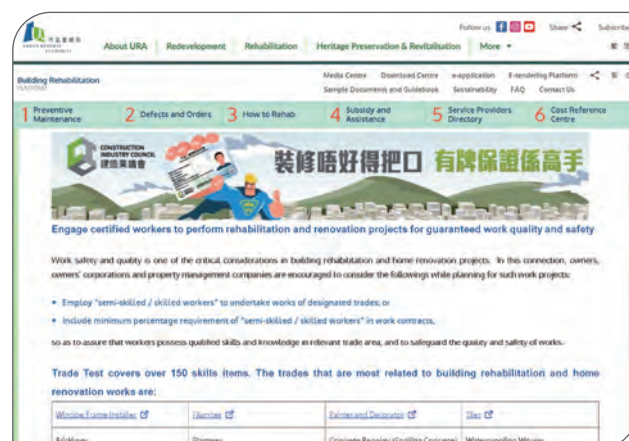 市區重建局
URBAN RENEWAL
AUTHORITY
Follow us
Share
Subscribe
About URA
Redevelopment
Rehabilitation
Heritage Preservation & Revitalisation
More
繁
Building Rehabilitation
Media Centre Download Centre e-application E-tendering Platform
Sample Documents and Guidebook Sustainability FAQ Contact Us
1 Preventive Maintenance
2 Defects and Orders
3 How to Rehab
4 Subsidy and Assistance
5 Service Providers Directory
6 Cost Reference Centre
CONSTRUCTION
INDUSTRY COUNCIL
建造業議會
裝修唔好得把口 有牌保證係高手
Engage certified workers to perform rehabilitation and renovation projects for guaranteed work quality and safety
Work safety and quality is one of the critical considerations in building rehabilitation and home renovation projects. In this connection, owners,
owners' corporations and property management companies are encouraged to consider the followings while planning for such work projects:
• Employ "semi-skilled / skilled workers" to undertake works of designated trades; or
• Include minimum percentage requirement of "semi-skilled / skilled workers" in work contracts,
so as to assure that workers possess qualified skills and knowledge in relevant trade area, and to safeguard the quality and safety of works.
Trade Test covers over 150 skills items. The trades that are most related to building rehabilitation and home
renovation works are:
Window Frame Installer
Plumber
Painter and Decorator
Tiler